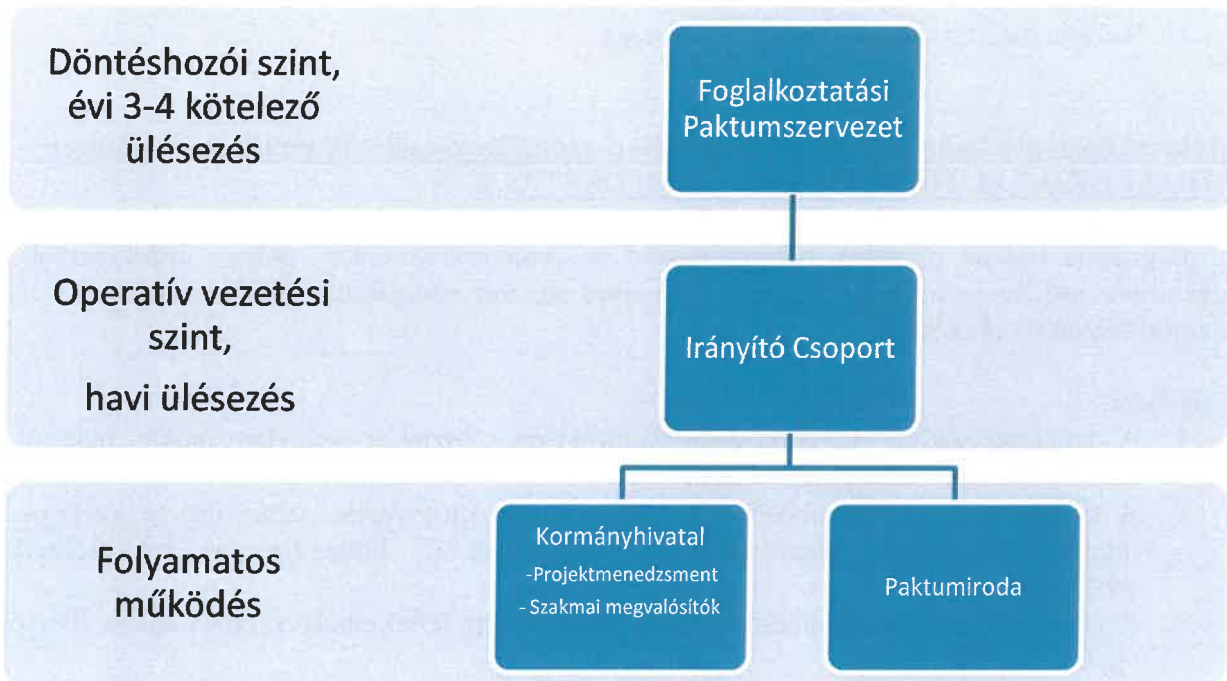 Döntéshozói szint,
évi 3-4 kötelező
ülésezés
Foglalkoztatási
Paktumszervezet
Operatív vezetési
szint,
havi ülésezés
Irányító Csoport
Folyamatos
működés
Kormányhivatal
-Projektmenedzsment
- Szakmai megvalósítók
Paktumiroda